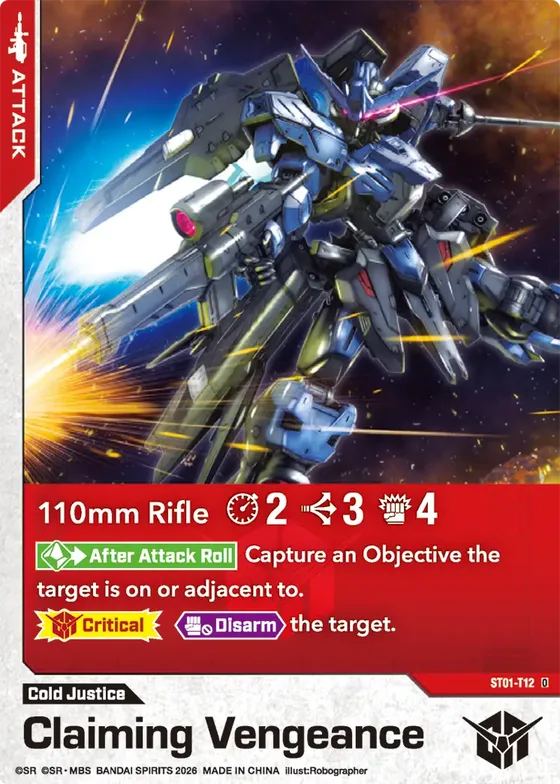 ATTACK
110mm Rifle 2 3 4
After Attack Roll Capture an Objective the
target is on or adjacent to.
Critical Disarm the target.
ST01-T12 0
Cold Justice
Claiming Vengeance
©SR ©SR・MBS BANDAI SPIRITS 2026 MADE IN CHINA illust:Robographer